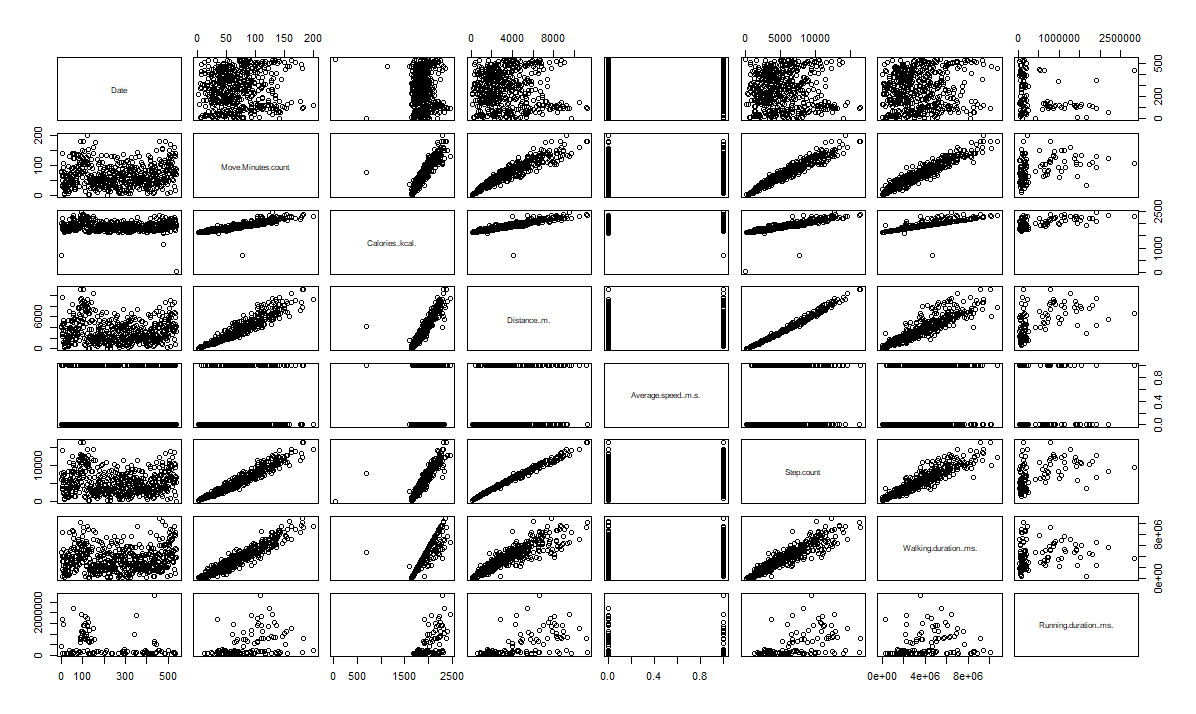 0 50 100 150 200 0 4000 8000 0 5000 10000 0 1000000 2500000
Date
0 200 500
0 100 200
Move.Minutes.count
Calories..kcal.
0 1000 2500
0 6000
Distance..m.
Average.speed..m.s.
0.0 0.4 0.8
0 10000
Step.count
Walking.duration..ms.
0e+00 8e+06
0 2000000
Running.duration..ms.
0 100 300 500 0 500 1500 2500 0.0 0.4 0.8 0e+00 4e+06 8e+06